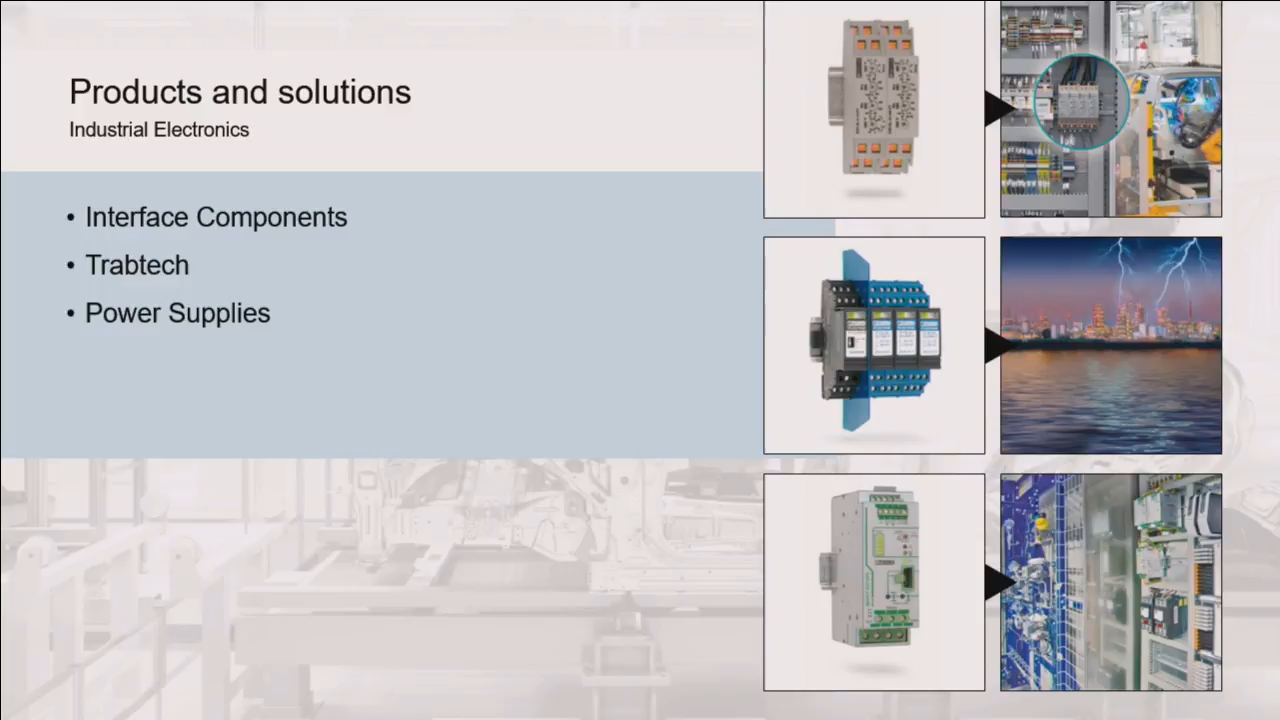 Products and solutions
Industrial Electronics
• Interface Components
• Trabtech
• Power Supplies